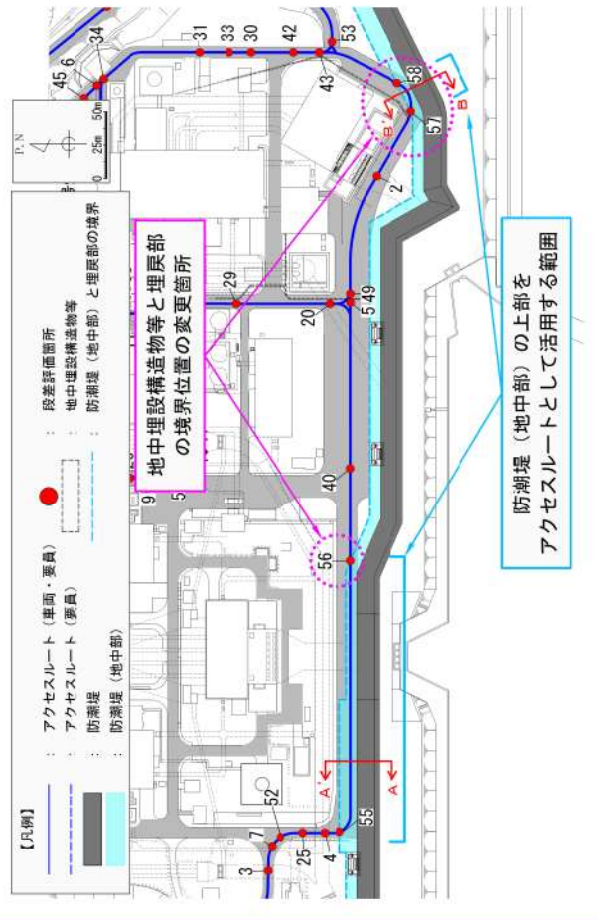 【凡例】
： アクセスルート（車両・要員）
： アクセスルート（要員）
： 防潮堤
： 防潮堤（地中部）
： 段差評価箇所
： 地中埋設構造物等
： 防潮堤（地中部）と埋戻部の境界
P.N
0 25m 50m
地中埋設構造物等と埋戻部
の境界位置の変更箇所
防潮堤（地中部）の上部を
アクセスルートとして活用する範囲
45
6
34
31
33
30
42
43
53
58
57
B'
B
2
29
20
5
49
9
5
40
56
A'
A
3
7
52
25
4
55